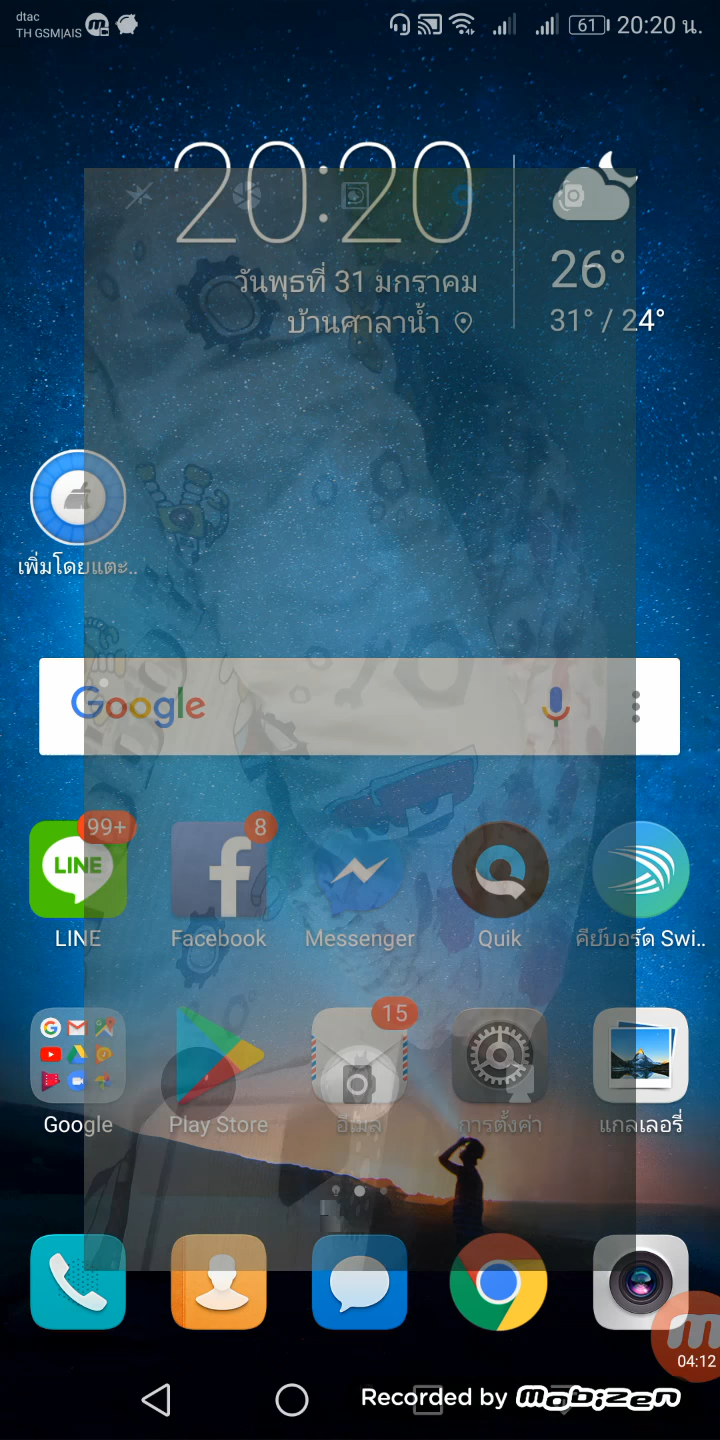 dtac
TH GSM|AIS
61
20:20 น.
20:20
วันพุธที่ 31 มกราคม
บ้านศาลาน้ำ
26°
31° / 24°
เพิ่มโดยแตะ..
Google
99+
8
LINE
LINE
Facebook
Messenger
Quik
คีย์บอร์ด Swi..
15
Google
Play Store
อีเมล
การตั้งค่า
แกลเลอรี่
04:12
Recorded by mobizen